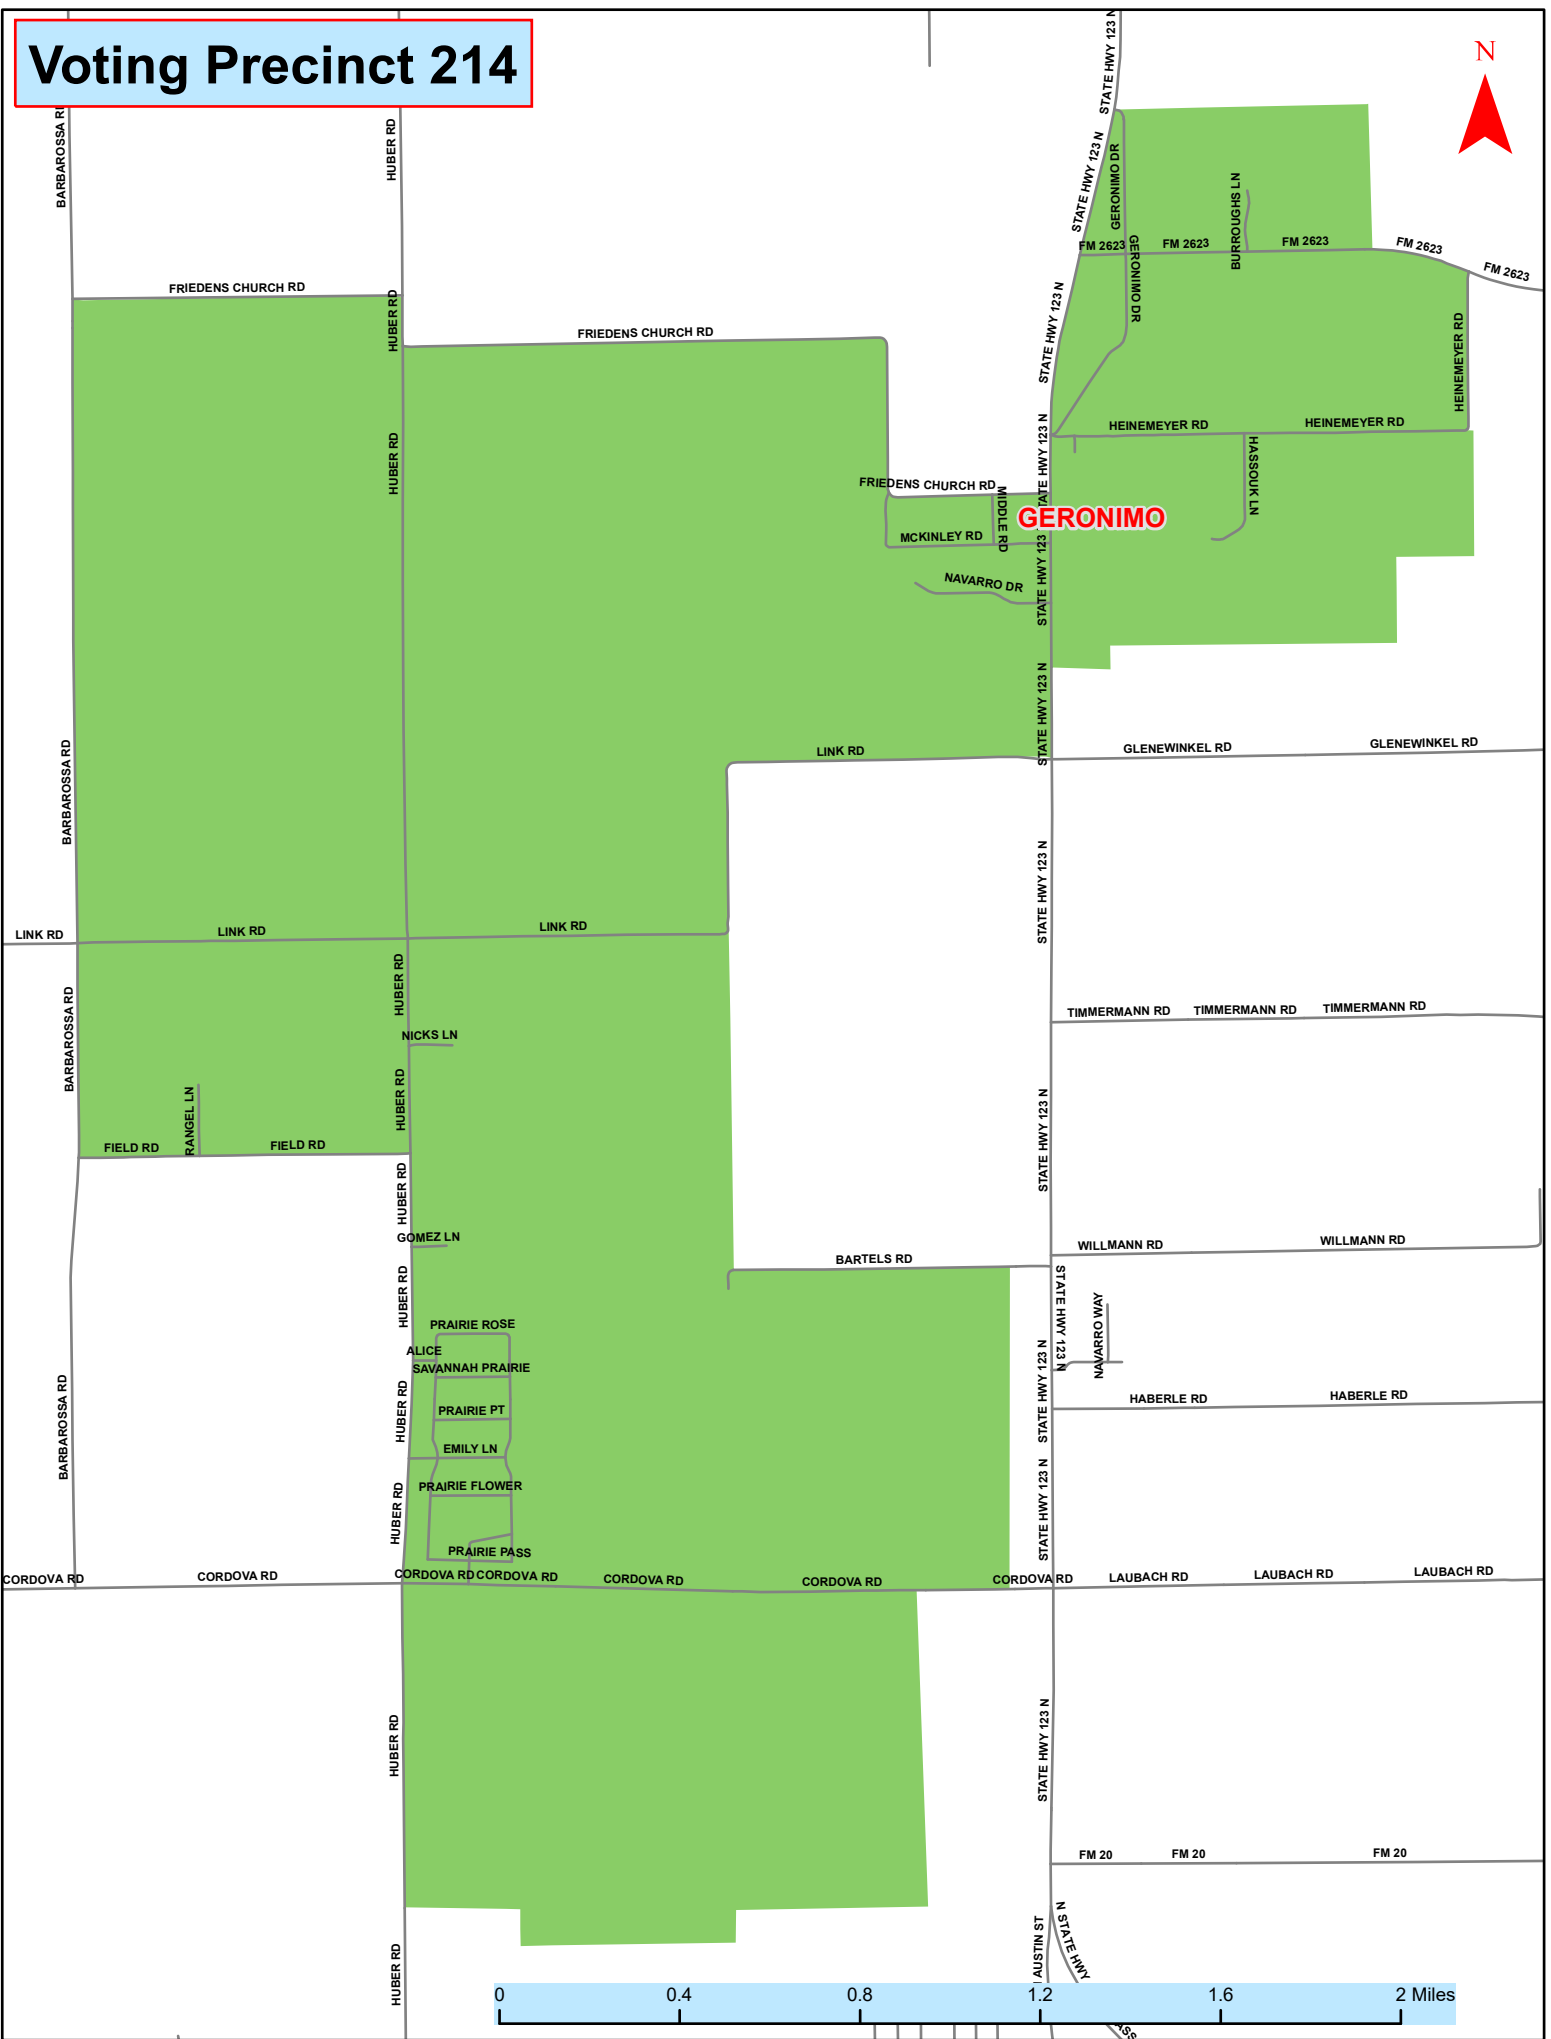 Voting Precinct 214
N
STATE HWY 123 N
BARBAROSSA RD
HUBER RD
STATE HWY 123 N
GERONIMO DR
BURROUGHS LN
FM 2623
FM 2623
FM 2623
FM 2623
FM 2623
GERONIMO DR
FRIEDENS CHURCH RD
HUBER RD
FRIEDENS CHURCH RD
STATE HWY 123 N
HEINEMEYER RD
HEINEMEYER RD
HEINEMEYER RD
HUBER RD
STATE HWY 123 N
HASSOUK LN
FRIEDENS CHURCH RD
MIDDLE RD
GERONIMO
MCKINLEY RD
STATE HWY 123 N
NAVARRO DR
STATE HWY 123 N
LINK RD
GLENEWINKEL RD
GLENEWINKEL RD
BARBAROSSA RD
STATE HWY 123 N
LINK RD
LINK RD
LINK RD
HUBER RD
BARBAROSSA RD
TIMMERMANN RD
TIMMERMANN RD
TIMMERMANN RD
NICKS LN
HUBER RD
RANGEL LN
STATE HWY 123 N
FIELD RD
FIELD RD
HUBER RD
GOMEZ LN
WILLMANN RD
WILLMANN RD
BARTELS RD
HUBER RD
STATE HWY 123 N
NAVARRO WAY
PRAIRIE ROSE
ALICE
SAVANNAH PRAIRIE
STATE HWY 123 N
HABERLE RD
HABERLE RD
BARBAROSSA RD
HUBER RD
PRAIRIE PT
EMILY LN
PRAIRIE FLOWER
HUBER RD
STATE HWY 123 N
PRAIRIE PASS
CORDOVA RD
CORDOVA RD
CORDOVA RD
CORDOVA RD
CORDOVA RD
CORDOVA RD
CORDOVA RD
LAUBACH RD
LAUBACH RD
LAUBACH RD
HUBER RD
STATE HWY 123 N
FM 20
FM 20
FM 20
HUBER RD
AUSTIN ST
N STATE HWY
0 0.4 0.8 1.2 1.6 2 Miles